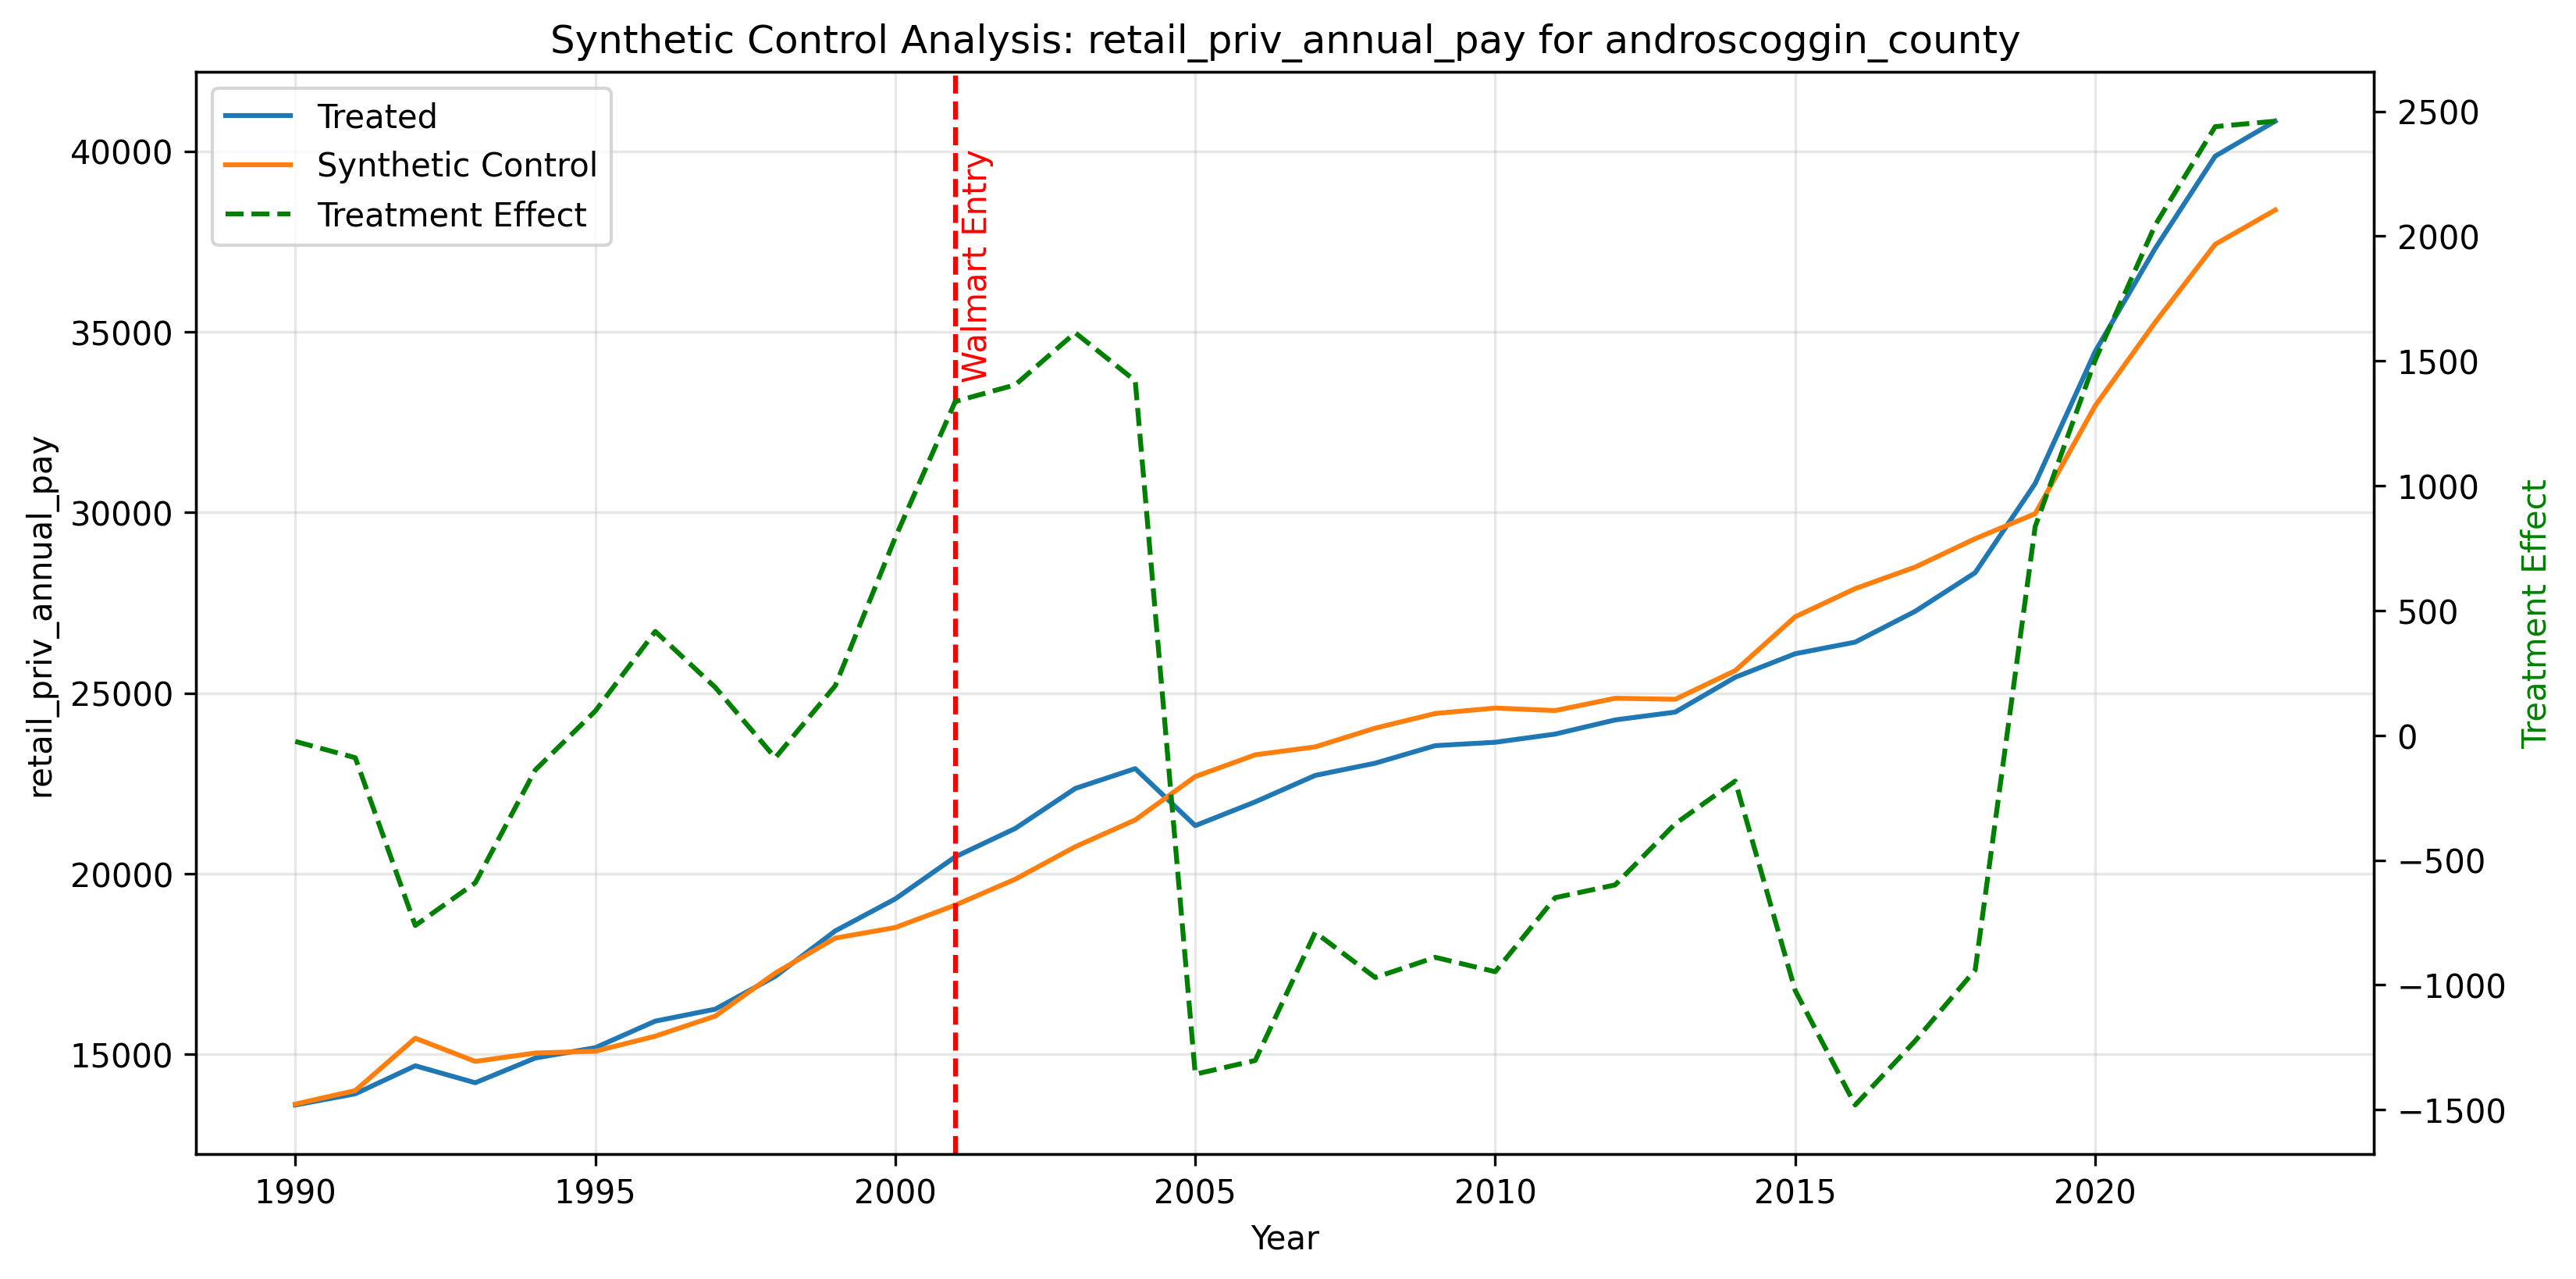 Synthetic Control Analysis: retail_priv_annual_pay for androscoggin_county
Treated
Synthetic Control
Treatment Effect
Walmart Entry
retail_priv_annual_pay
40000
35000
30000
25000
20000
15000
2500
2000
1500
1000
500
0
−500
−1000
−1500
Treatment Effect
1990
1995
2000
2005
2010
2015
2020
Year